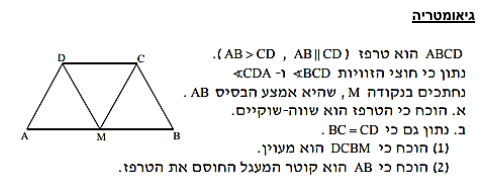 גיאומטריה
ABCD הוא טרפז (AB>CD , AB∥CD).
נתון כי חוצי הזוויות ∢BCD ו- ∢CDA
נחתכים בנקודה M , שהיא אמצע הבסיס AB .
א. הוכח כי הטרפז הוא שווה-שוקיים.
ב. נתון גם כי BC=CD .
(1) הוכח כי DCBM הוא מעוין.
(2) הוכח כי AB הוא קוטר המעגל החוסם את הטרפז.
D C
A M B